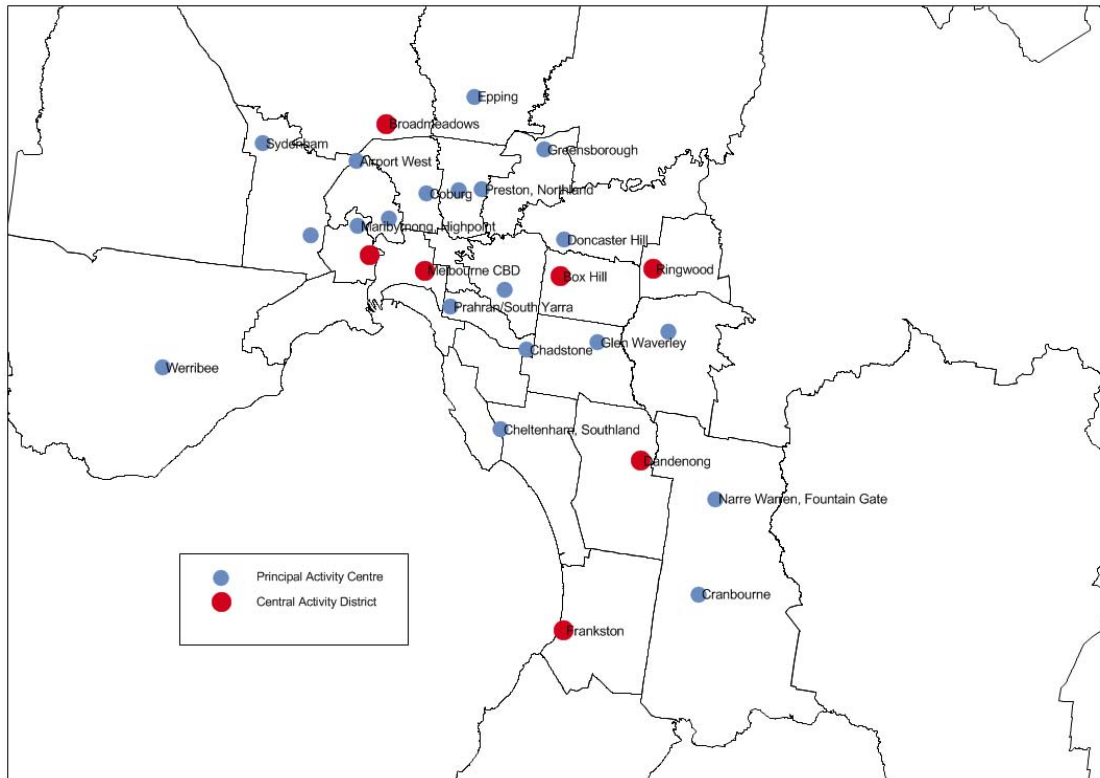 Epping
Broadmeadows
Sydenham
Greensborough
Airport West
Coburg
Preston, Northland
Maribyrnong, Highpoint
Doncaster Hill
Melbourne CBD
Box Hill
Ringwood
Prahran/South Yarra
Chadstone
Glen Waverley
Werribee
Cheltenham, Southland
Dandenong
Narre Warren, Fountain Gate
Principal Activity Centre
Central Activity District
Cranbourne
Frankston